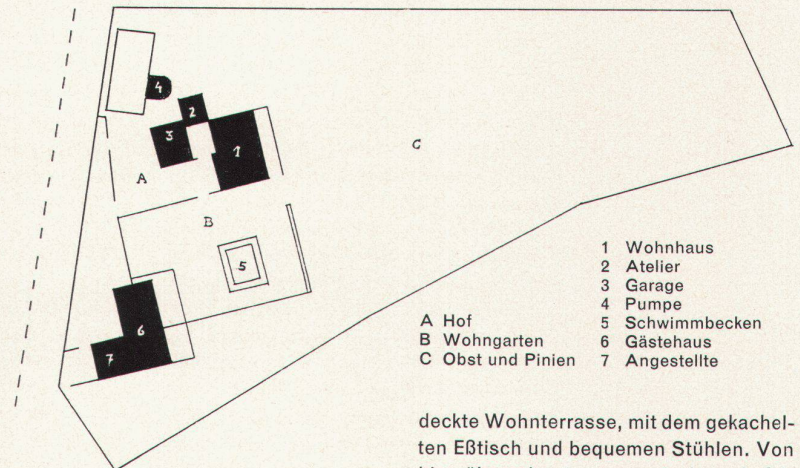 4
2
3
1
C
A
B
5
6
7
A Hof
B Wohngarten
C Obst und Pinien
1 Wohnhaus
2 Atelier
3 Garage
4 Pumpe
5 Schwimmbecken
6 Gästehaus
7 Angestellte
deckte Wohnterrasse, mit dem gekachel-
ten Eßtisch und bequemen Stühlen. Von